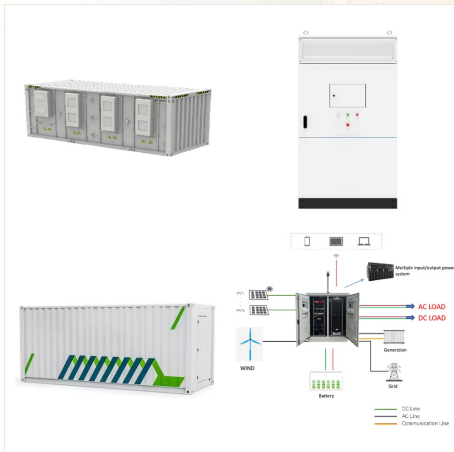 Multiple input/output power
system
PV1
AC LOAD
DC LOAD
WIND
Generation
Battery
Grid
DC Line
AC Line
Communication Line